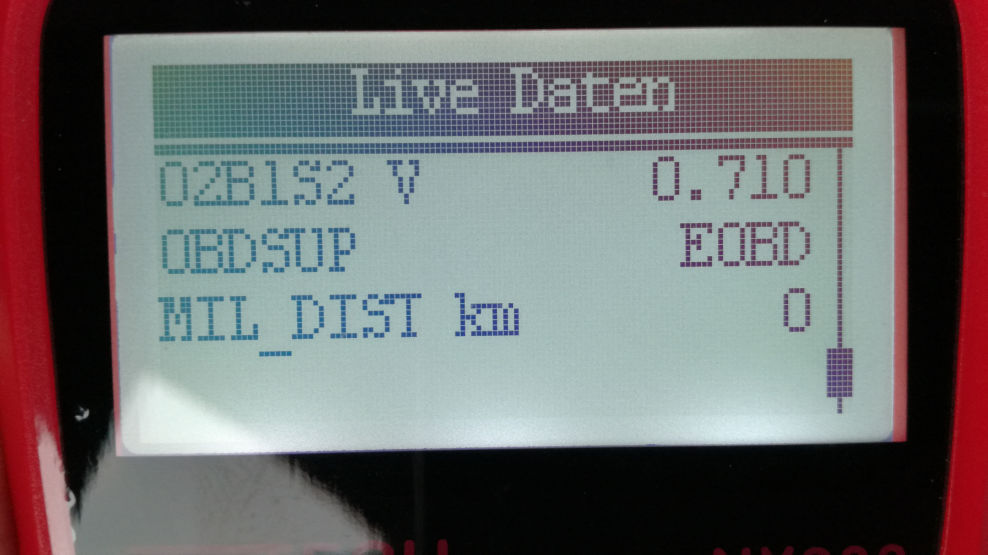 Live Daten
O2B1S2 V 0.710
OBDSUP EOBD
MIL_DIST km 0